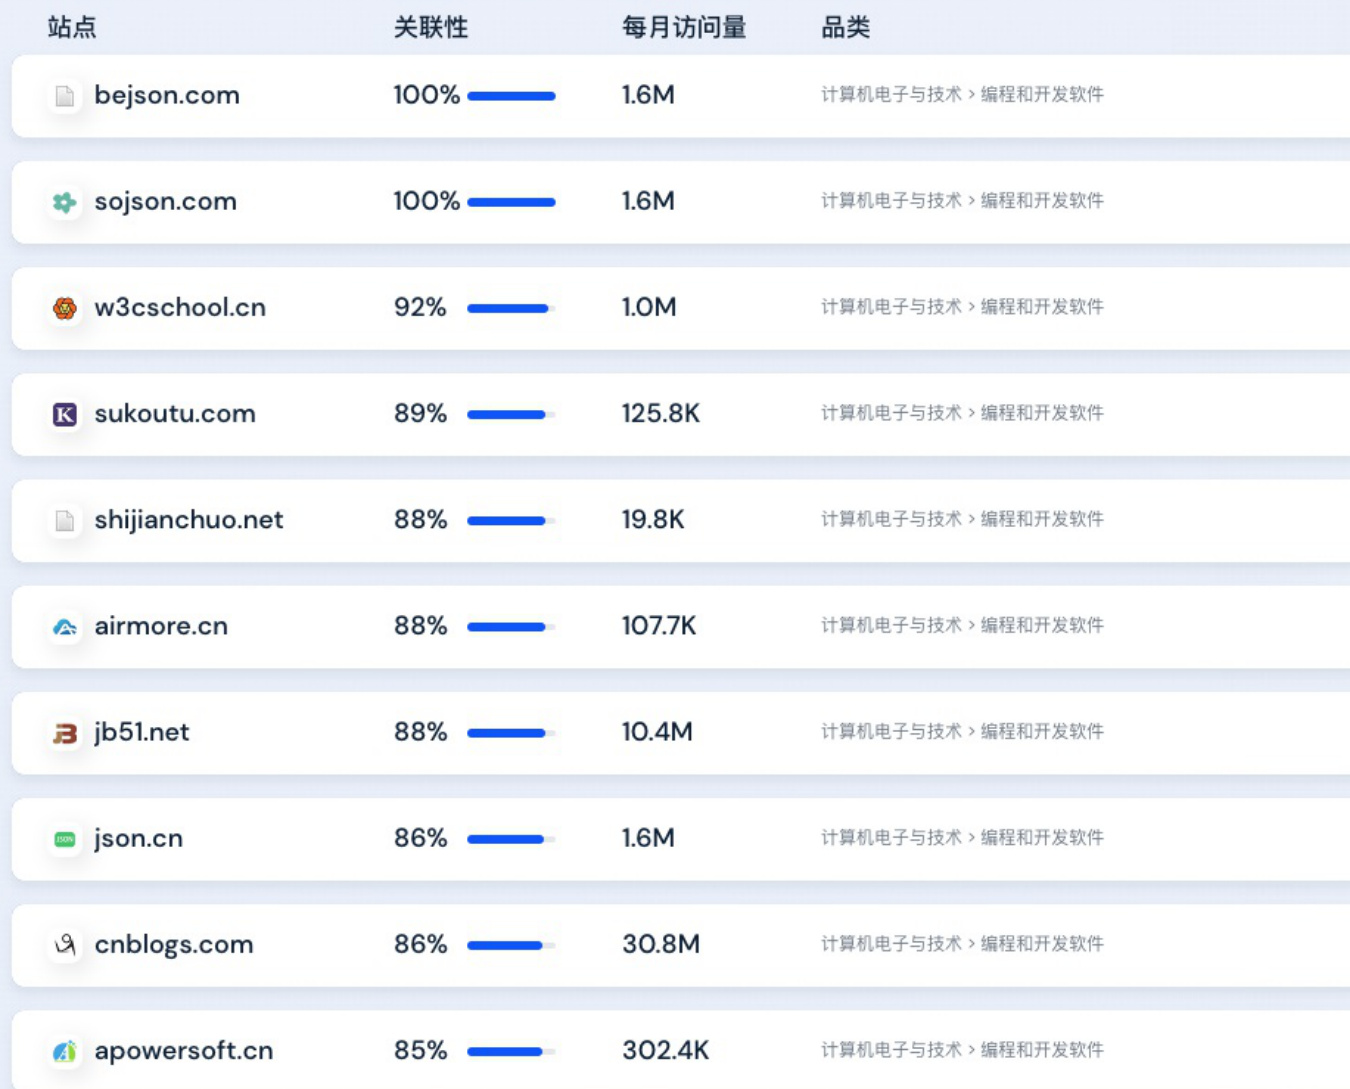 站点 关联性 每月访问量 品类
bejson.com 100% 1.6M 计算机电子与技术 > 编程和开发软件
sojson.com 100% 1.6M 计算机电子与技术 > 编程和开发软件
w3cschool.cn 92% 1.0M 计算机电子与技术 > 编程和开发软件
K sukoutu.com 89% 125.8K 计算机电子与技术 > 编程和开发软件
shijianchuo.net 88% 19.8K 计算机电子与技术 > 编程和开发软件
airmore.cn 88% 107.7K 计算机电子与技术 > 编程和开发软件
JB jb51.net 88% 10.4M 计算机电子与技术 > 编程和开发软件
JSON json.cn 86% 1.6M 计算机电子与技术 > 编程和开发软件
cnblogs.com 86% 30.8M 计算机电子与技术 > 编程和开发软件
apowersoft.cn 85% 302.4K 计算机电子与技术 > 编程和开发软件